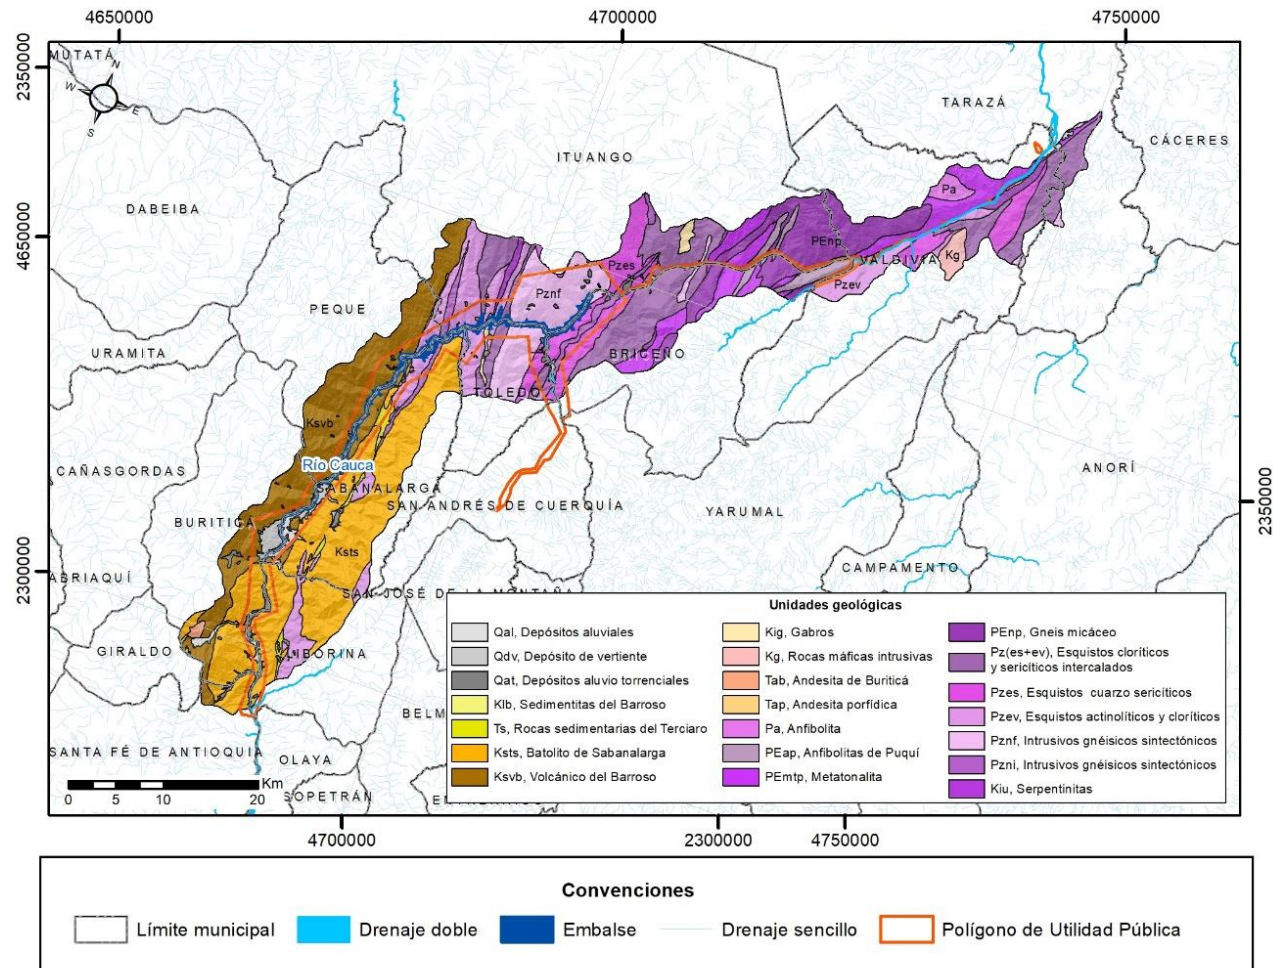 4650000
4700000
4750000
2350000
MUTATÁ
N
W
E
S
TARAZÁ
CÁCERES
ITUANGO
DABEIBA
Pa
4650000
PEnp
VALDIVIA
Kg
Pzes
Pzev
Pznf
PEQUE
URAMITA
BRICEÑO
TOLEDO
Ksvb
Río Cauca
CAÑASGORDAS
ANORÍ
SABANALARGA
SAN ANDRÉS DE CUERQUÍA
YARUMAL
2350000
BURITICÁ
Ksts
CAMPAMENTO
2300000
ABRIAQUÍ
SAN JOSÉ DE LA MONTAÑA
GIRALDO
LIBORINA
BELM
SANTA FÉ DE ANTIOQUIA
OLAYA
SOPETRÁN
Km
0 5 10 20
Unidades geológicas
Qal, Depósitos aluviales
Qdv, Depósito de vertiente
Qat, Depósitos aluvio torrenciales
Klb, Sedimentitas del Barroso
Ts, Rocas sedimentarias del Terciaro
Ksts, Batolito de Sabanalarga
Ksvb, Volcánico del Barroso
Kig, Gabros
Kg, Rocas máficas intrusivas
Tab, Andesita de Buriticá
Tap, Andesita porfídica
Pa, Anfibolita
PEap, Anfibolitas de Puquí
PEmtp, Metatonalita
PEnp, Gneis micáceo
Pz(es+ev), Esquistos cloríticos
y sericíticos intercalados
Pzes, Esquistos cuarzo sericíticos
Pzev, Esquistos actinolíticos y cloríticos
Pznf, Intrusivos gnéisicos sintectónicos
Pzni, Intrusivos gnéisicos sintectónicos
Kiu, Serpentinitas
4700000
2300000
4750000
Convenciones
Límite municipal
Drenaje doble
Embalse
Drenaje sencillo
Polígono de Utilidad Pública